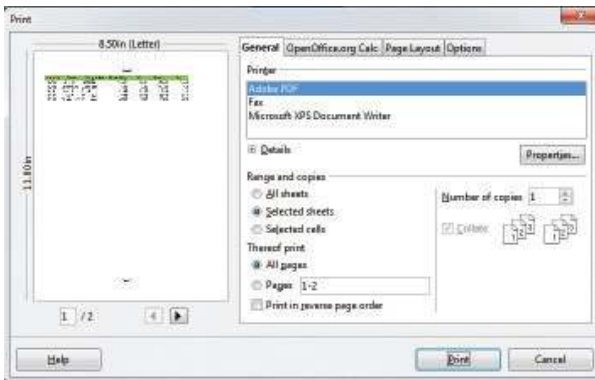 Print
8.50in (Letter)
11.00in
1 / 2
General OpenOffice.org Calc Page Layout Options
Printer
Adobe PDF
Fax
Microsoft XPS Document Writer
Details
Properties...
Range and copies
All sheets
Selected sheets
Selected cells
Number of copies 1
Collate
Thereof print
All pages
Pages 1-2
Print in reverse page order
Help
Print
Cancel